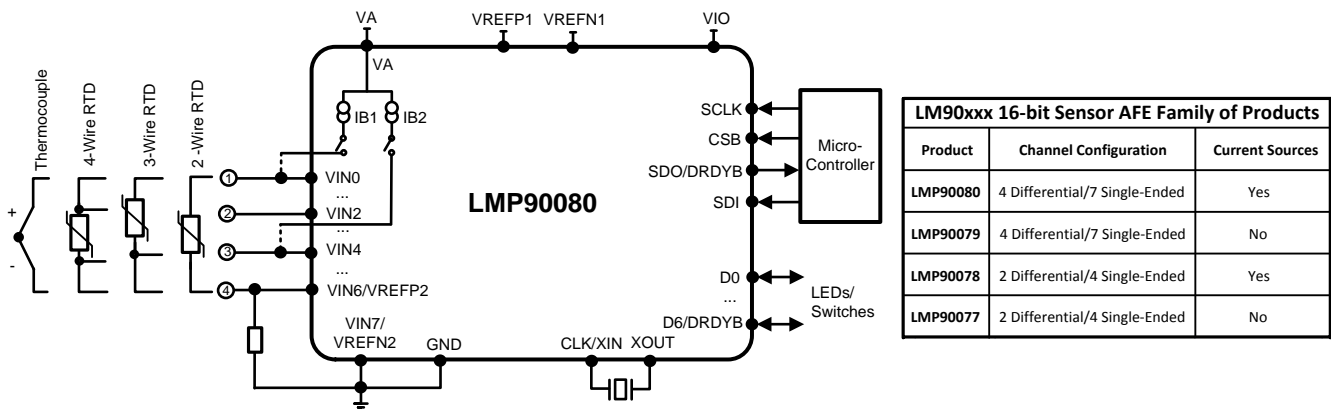 VA
VREFP1
VREFN1
VIO
VA
IB1
IB2
Thermocouple
4-Wire RTD
3-Wire RTD
2 -Wire RTD
+
-
1
2
3
4
VIN0
...
VIN2
...
VIN4
...
VIN6/VREFP2
VIN7/
VREFN2
GND
CLK/XIN
XOUT
LMP90080
SCLK
CSB
SDO/DRDYB
SDI
D0
...
D6/DRDYB
Micro-
Controller
LEDs/
Switches
LM90xxx 16-bit Sensor AFE Family of Products
Product Channel Configuration Current Sources
LMP90080 4 Differential/7 Single-Ended Yes
LMP90079 4 Differential/7 Single-Ended No
LMP90078 2 Differential/4 Single-Ended Yes
LMP90077 2 Differential/4 Single-Ended No